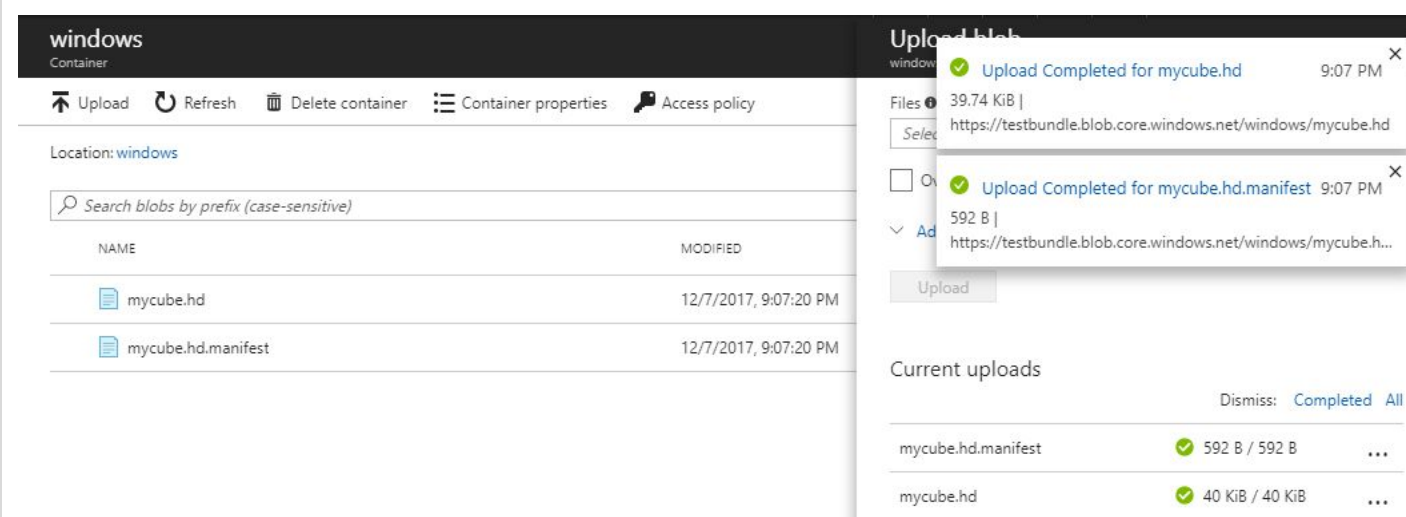 windows
Container
Upload Refresh Delete container Container properties Access policy
Location: windows
Search blobs by prefix (case-sensitive)
NAME MODIFIED
mycube.hd 12/7/2017, 9:07:20 PM
mycube.hd.manifest 12/7/2017, 9:07:20 PM
Upload blob
window
Upload Completed for mycube.hd 9:07 PM
39.74 KiB |
https://testbundle.blob.core.windows.net/windows/mycube.hd
Files
Selec
Upload Completed for mycube.hd.manifest 9:07 PM
592 B |
https://testbundle.blob.core.windows.net/windows/mycube.h...
Ad
Upload
Current uploads
Dismiss: Completed All
mycube.hd.manifest 592 B / 592 B ...
mycube.hd 40 KiB / 40 KiB ...